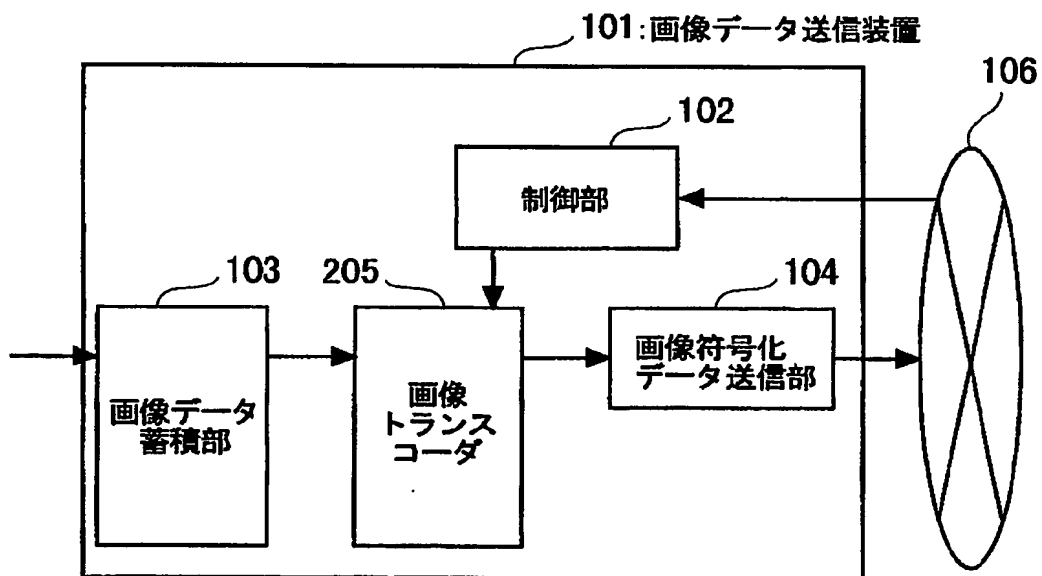 101:画像データ送信装置
106
102
制御部
103
205
104
画像データ
蓄積部
画像
トランス
コーダ
画像符号化
データ送信部